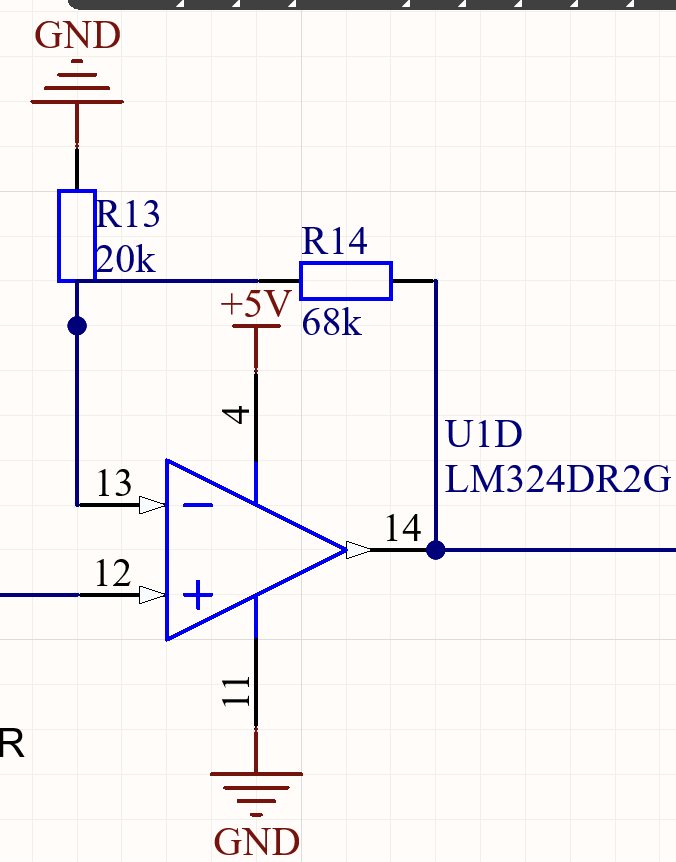 GND
R13
20k
R14
68k
+5V
4
U1D
LM324DR2G
13
14
12
11
R
GND